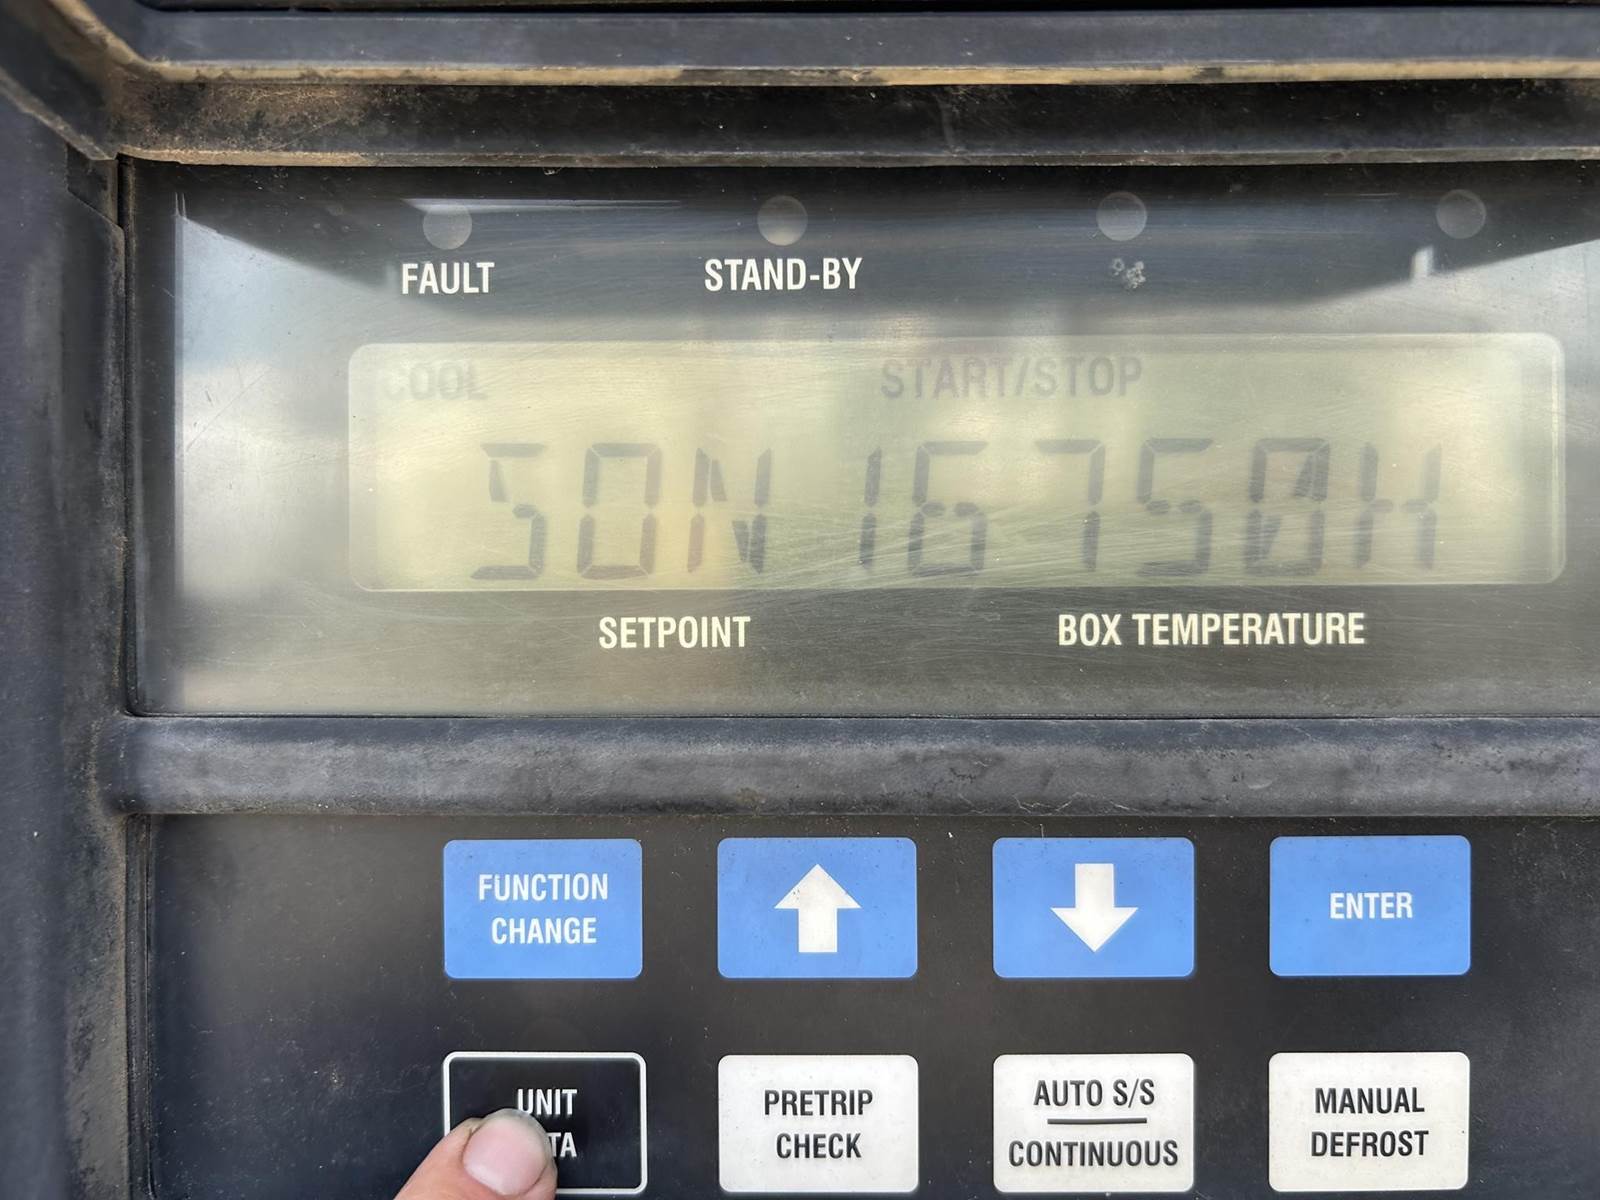 FAULT STAND-BY
COOL START/STOP
SON 16750H
SETPOINT BOX TEMPERATURE
FUNCTION CHANGE
ENTER
UNIT
PRETRIP CHECK
AUTO S/S
CONTINUOUS
MANUAL DEFROST